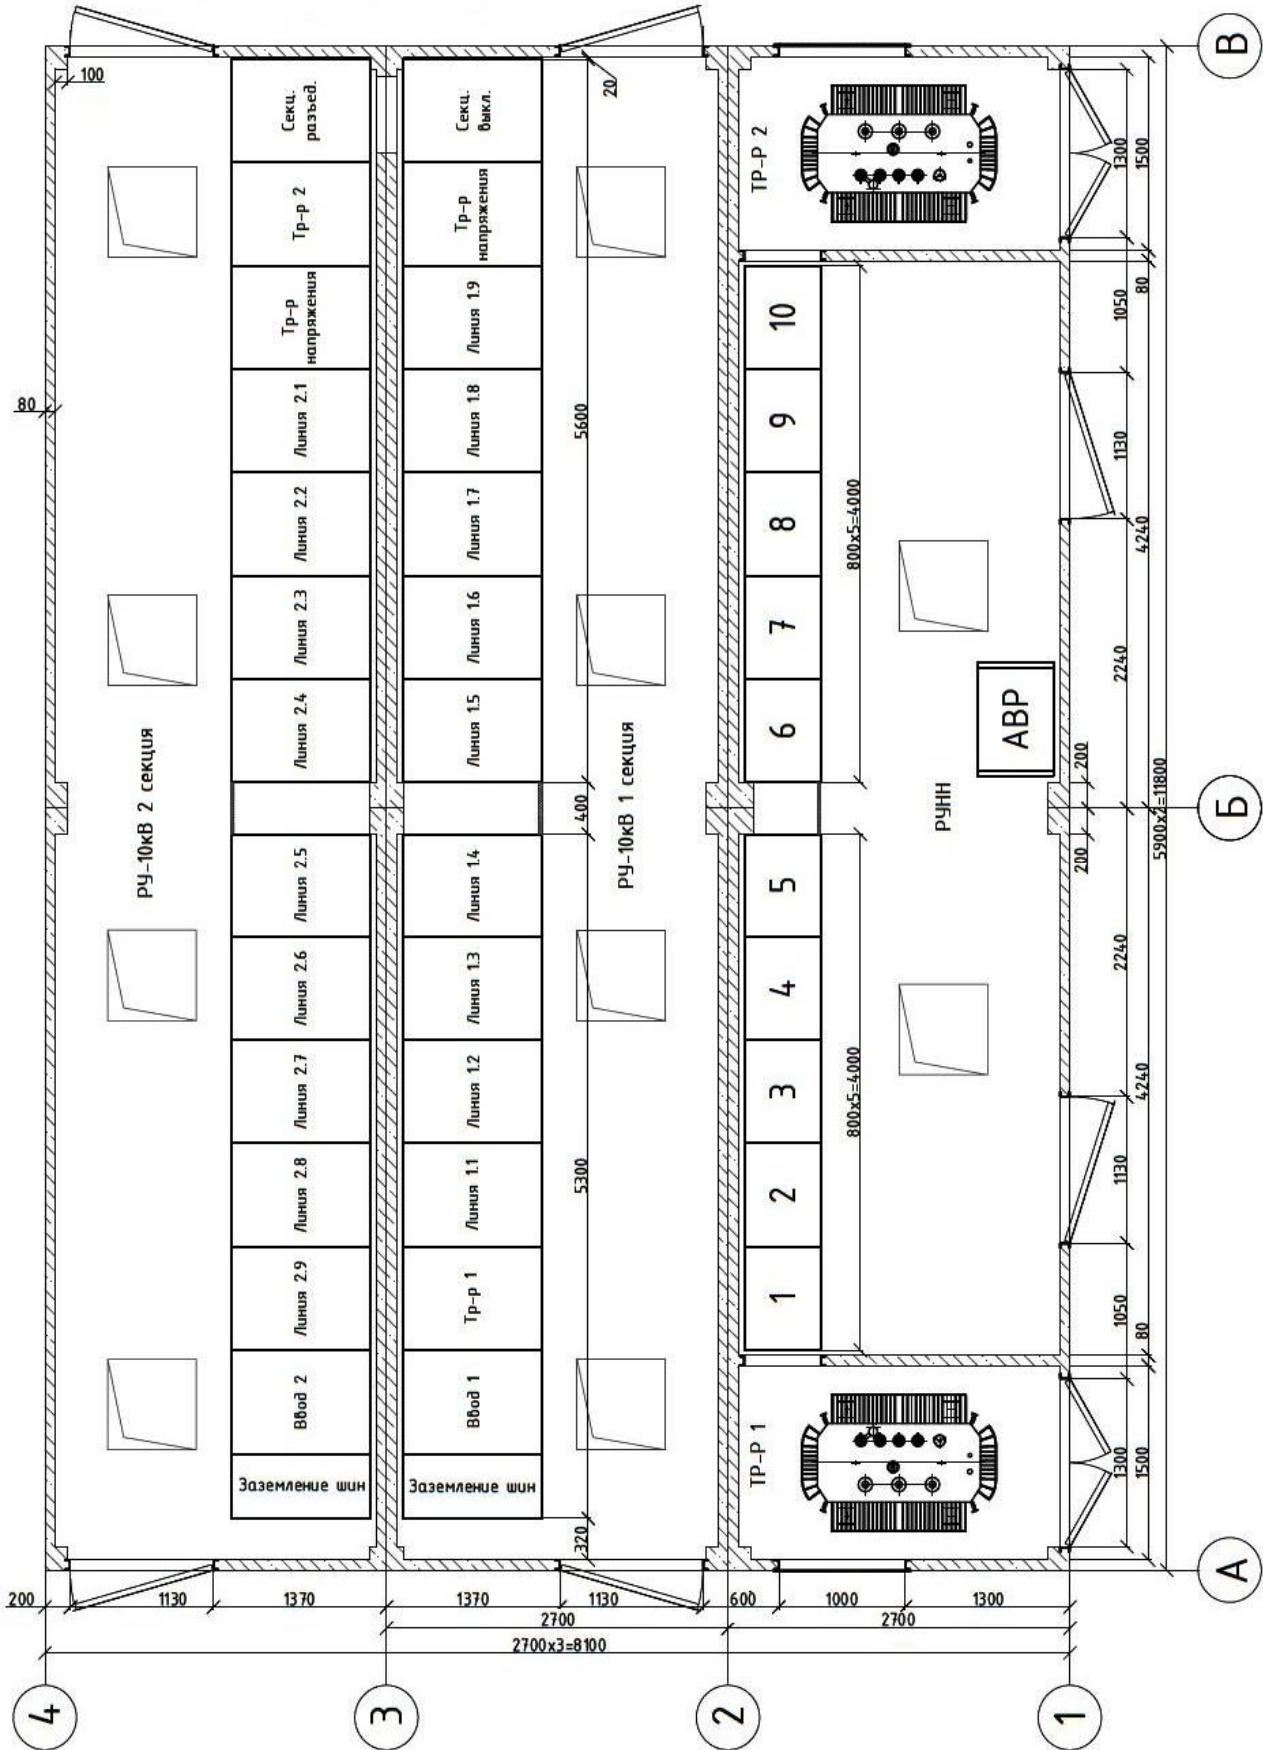 4
200
80
100
1130
РУ-10кВ 2 секция
1370
Заземление шин
Ввод 2
Линия 2.9
Линия 2.8
Линия 2.7
Линия 2.6
Линия 2.5
Линия 2.4
Линия 2.3
Линия 2.2
Линия 2.1
Тр-р
напряжения
Тр-р 2
Секц.
разъед.
3
1370
Заземление шин
Ввод 1
Тр-р 1
Линия 1.1
Линия 1.2
Линия 1.3
Линия 1.4
Линия 1.5
Линия 1.6
Линия 1.7
Линия 1.8
Линия 1.9
Тр-р
напряжения
Секц.
выкл.
2700x3=8100
2700
1130
320
5300
400
5600
20
РУ-10кВ 1 секция
2
600
ТР-Р 1
1
2
3
4
5
6
7
8
9
10
ТР-Р 2
1000
800x5=4000
800x5=4000
2700
1300
РУНН
АВР
1
200
200
1300
1050
1130
2240
2240
1130
1050
1300
1500
80
4240
4240
80
1500
5900x2=11800
А
Б
В